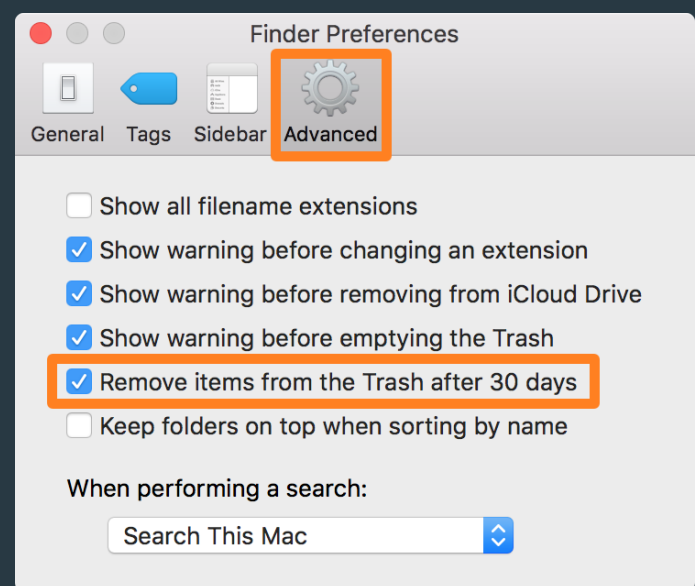 Finder Preferences
General Tags Sidebar Advanced
Show all filename extensions
Show warning before changing an extension
Show warning before removing from iCloud Drive
Show warning before emptying the Trash
Remove items from the Trash after 30 days
Keep folders on top when sorting by name
When performing a search:
Search This Mac